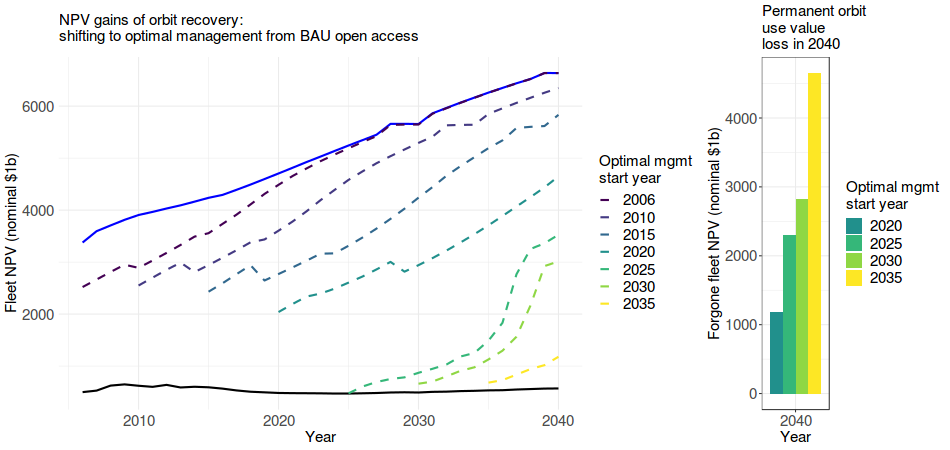 NPV gains of orbit recovery:
shifting to optimal management from BAU open access
Fleet NPV (nominal $1b)
6000
4000
2000
2010
2020
2030
2040
Year
Optimal mgmt
start year
2006
2010
2015
2020
2025
2030
2035
Permanent orbit
use value
loss in 2040
Forgone fleet NPV (nominal $1b)
4000
3000
2000
1000
0
2040
Year
Optimal mgmt
start year
2020
2025
2030
2035